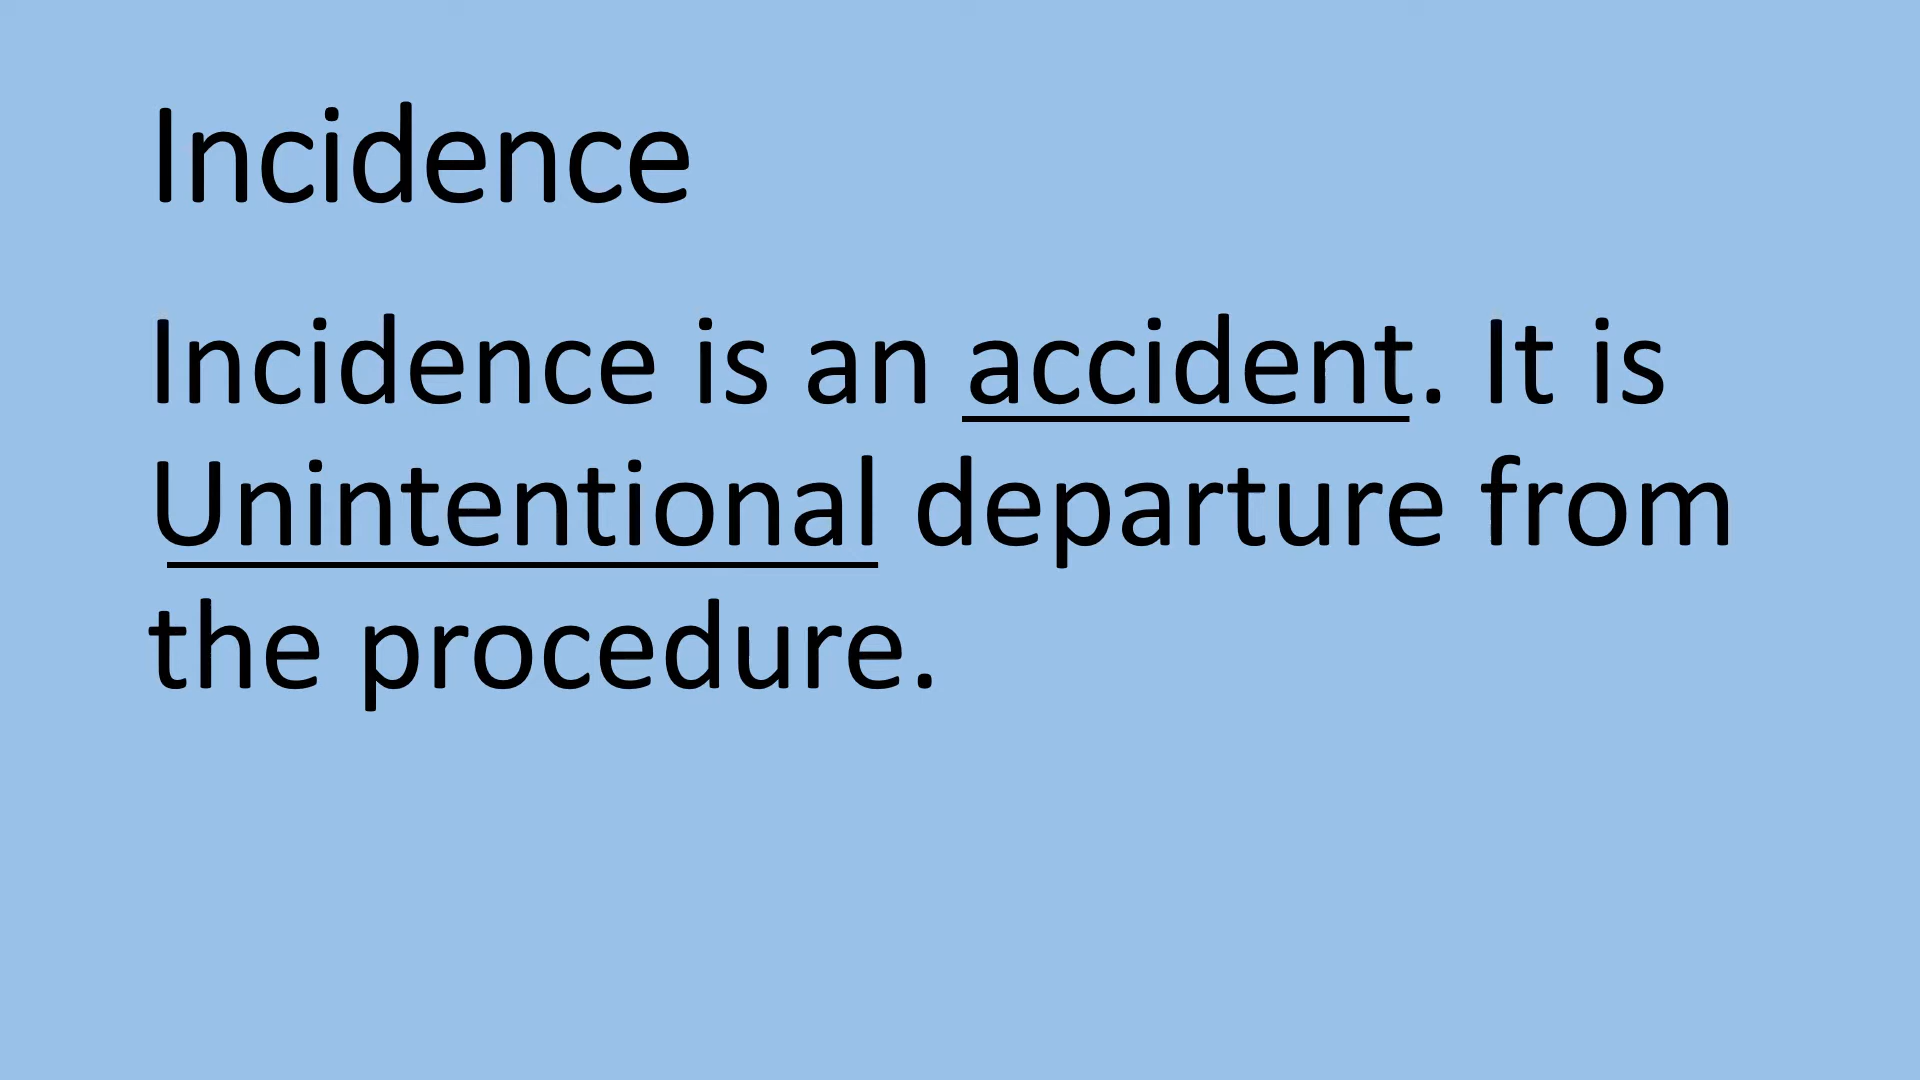 Incidence
Incidence is an accident. It is
Unintentional departure from
the procedure.